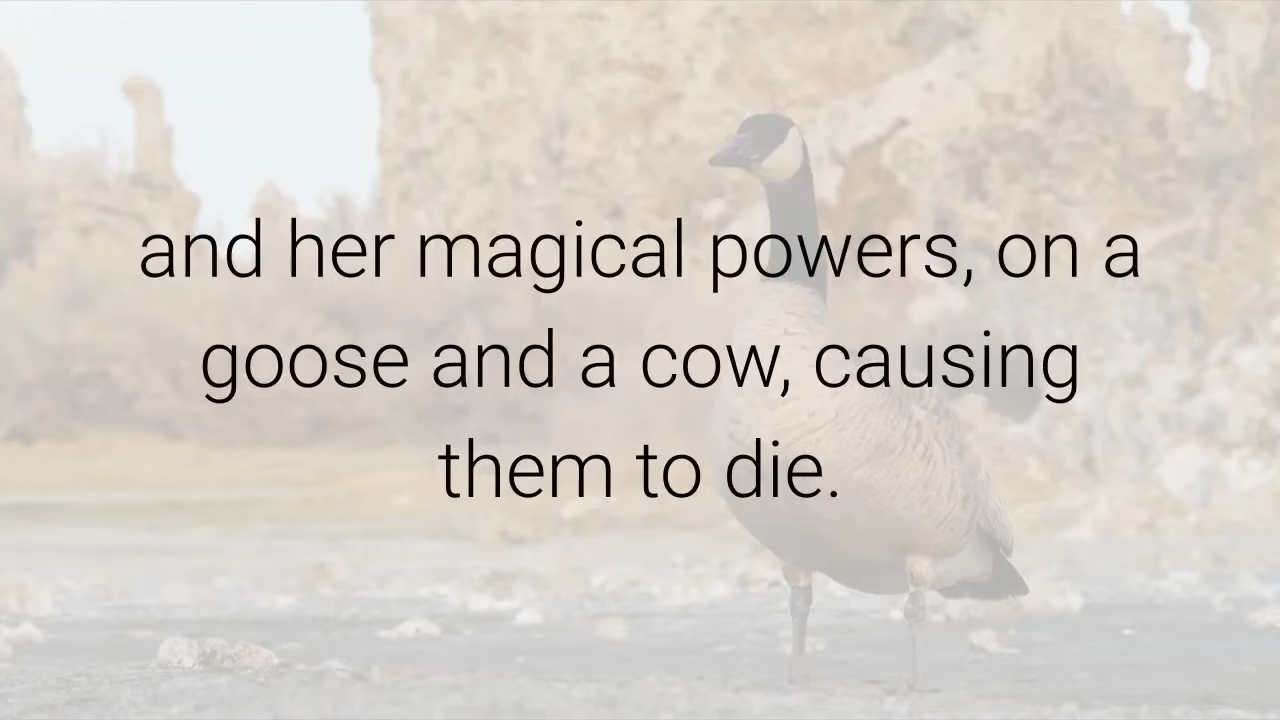 and her magical powers, on a
goose and a cow, causing
them to die.